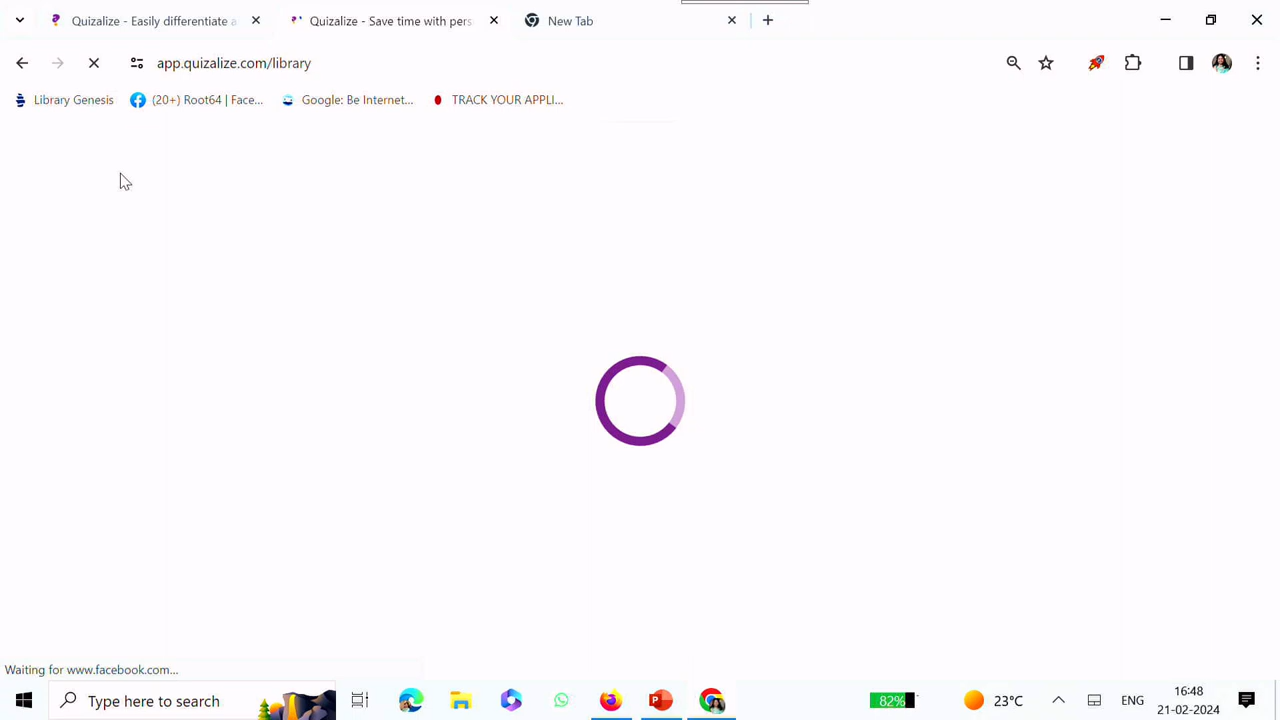 Quizalize - Easily differentiate a
Quizalize - Save time with pers
New Tab
app.quizalize.com/library
Library Genesis
(20+) Root64 | Face...
Google: Be Internet...
TRACK YOUR APPLI...
Waiting for www.facebook.com...
Type here to search
82%
23°C
ENG
16:48
21-02-2024